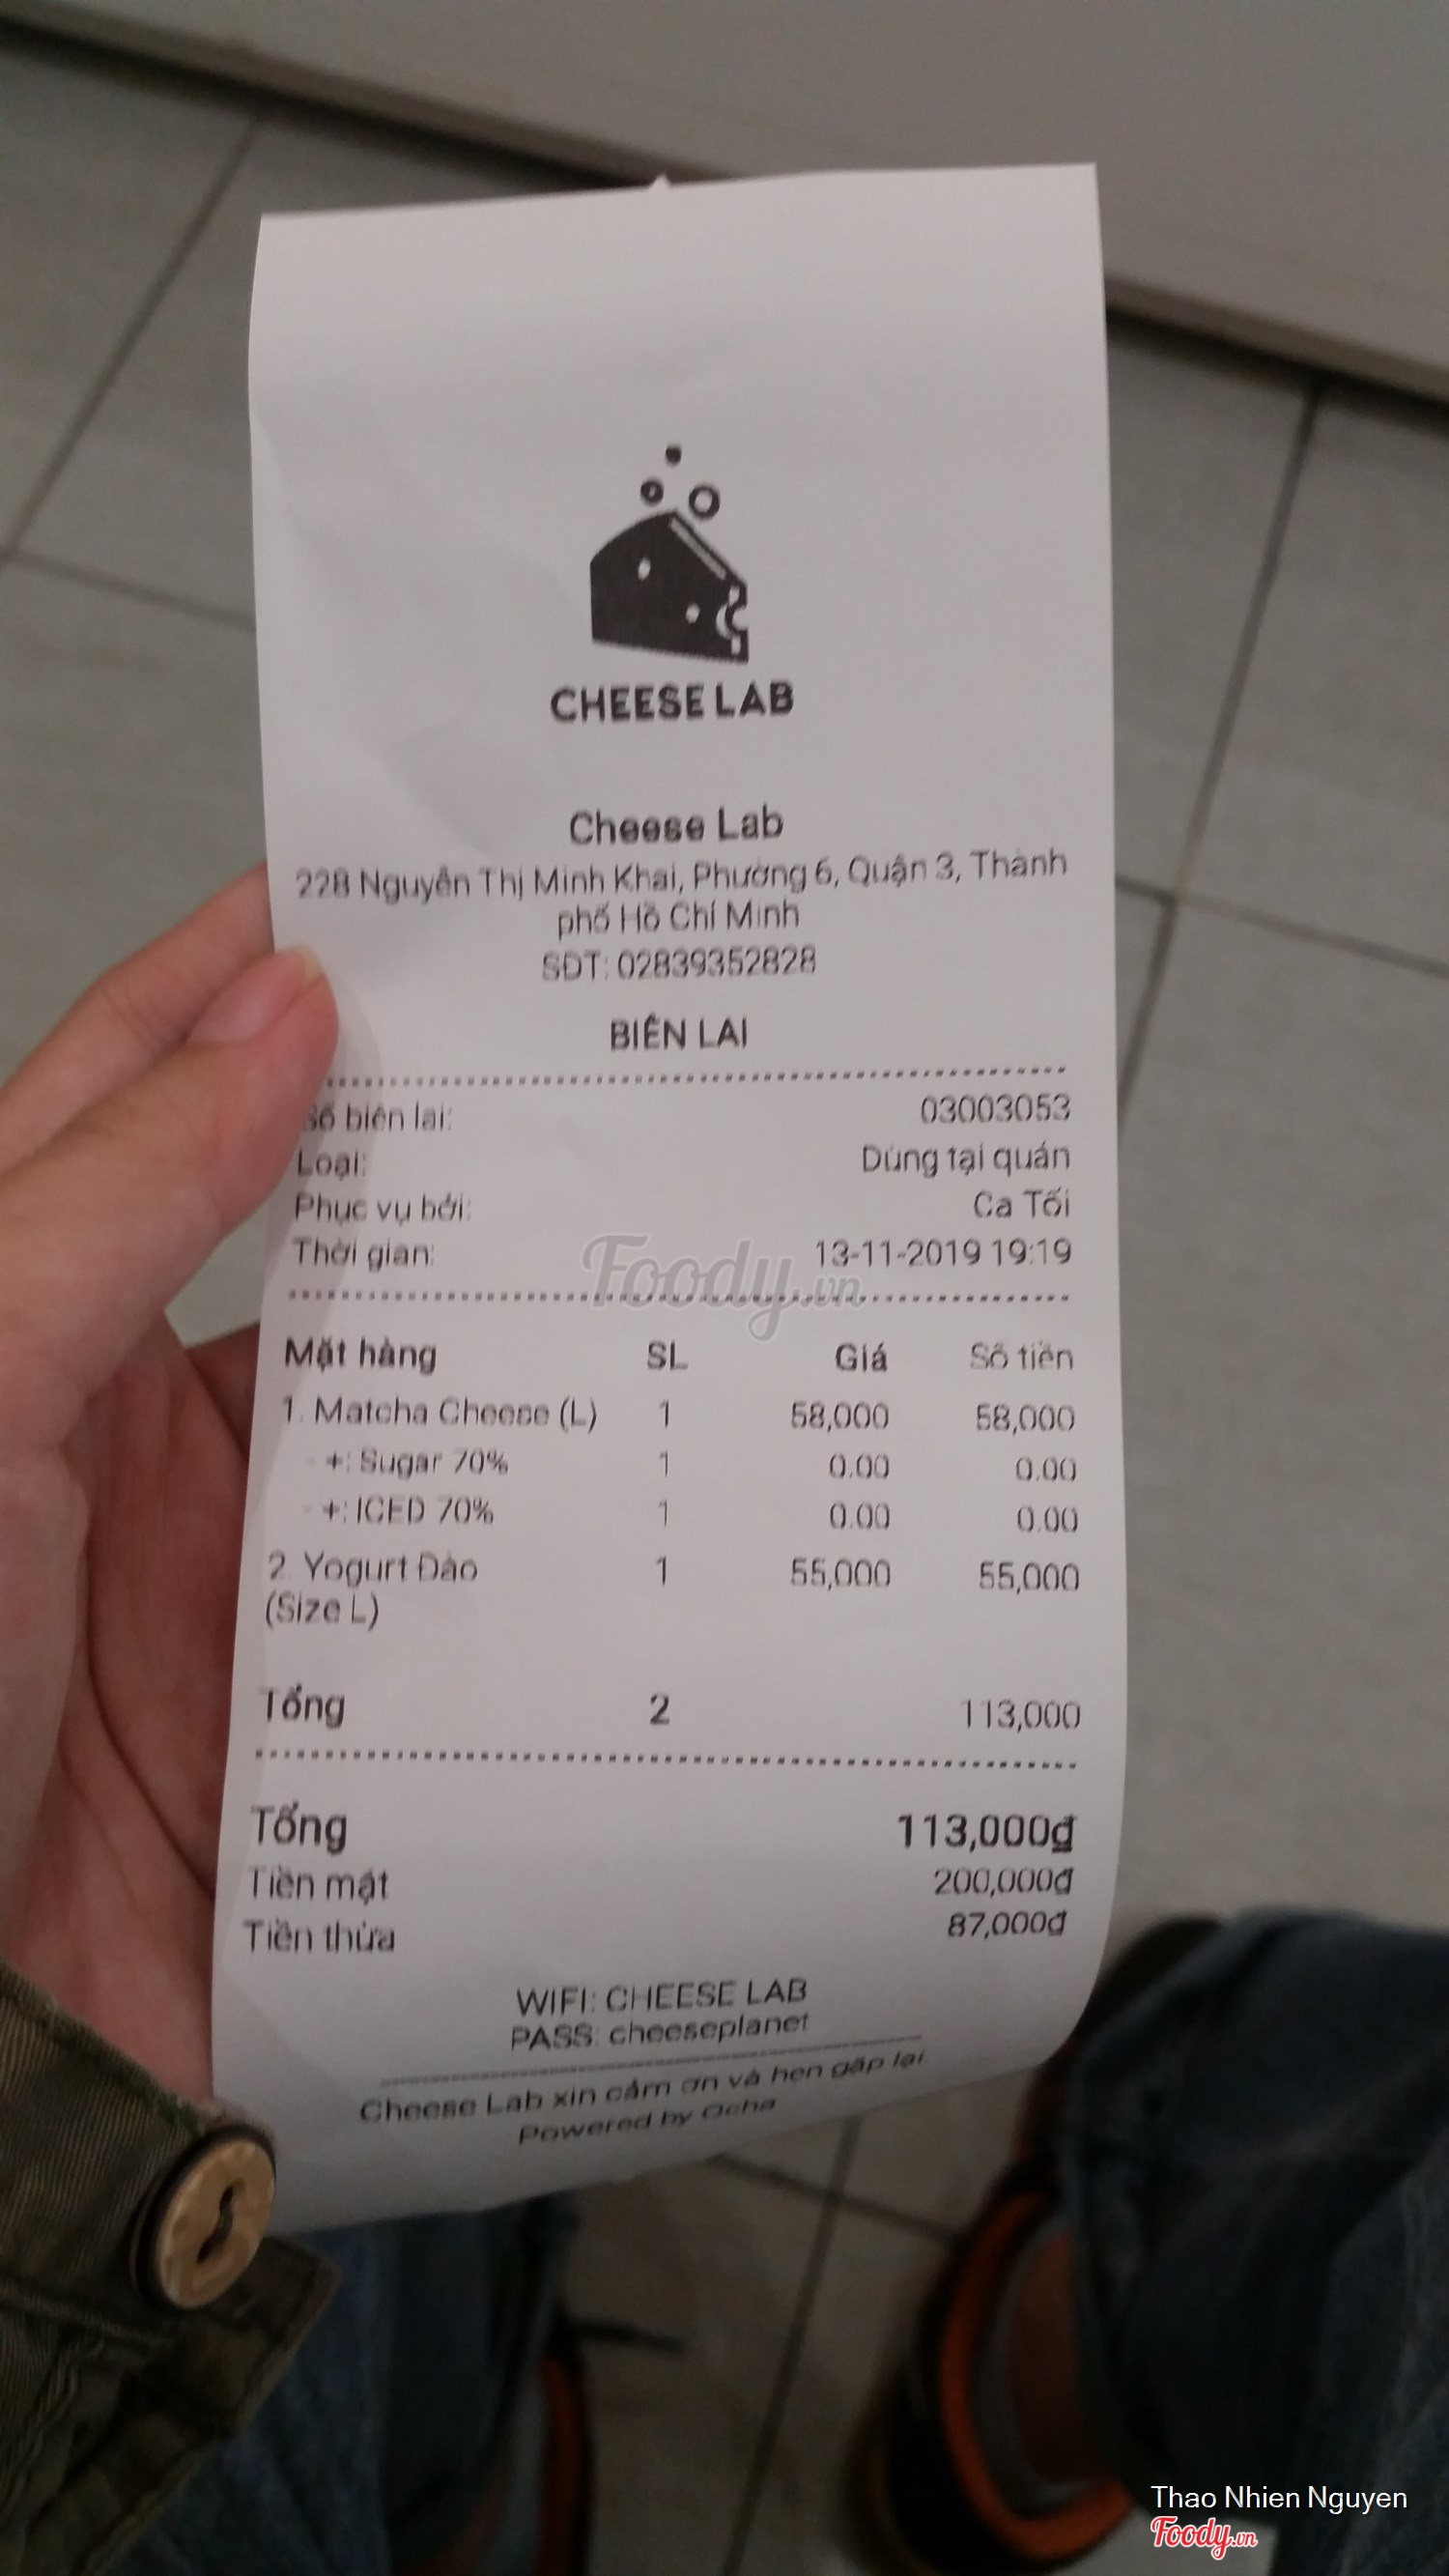 CHEESE LAB
Cheese Lab
228 Nguyễn Thị Minh Khai, Phường 6, Quận 3, Thành
phố Hồ Chí Minh
SĐT: 02839352828
BIÊN LAI
Số biên lai: 03003053
Loại: Dùng tại quán
Phục vụ bởi: Ca Tối
Thời gian: 13-11-2019 19:19
Foody.vn
Mặt hàng SL Giá Số tiền
1. Matcha Cheese (L) 1 58,000 58,000
- +: Sugar 70% 1 0.00 0.00
- +: ICED 70% 1 0.00 0.00
2. Yogurt Đào 1 55,000 55,000
(Size L)
Tổng 2 113,000
Tổng 113,000₫
Tiền mặt 200,000₫
Tiền thừa 87,000₫
WIFI: CHEESE LAB
PASS: cheeseplanet
Cheese Lab xin cảm ơn và hẹn gặp lại
Powered by Ocha
Thao Nhien Nguyen
Foody.vn